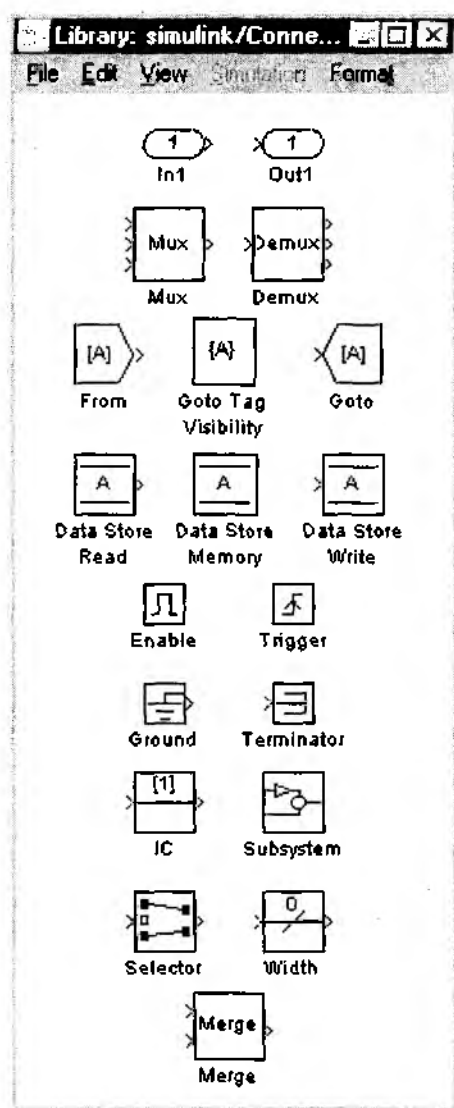 Library: simulink/Conne...
File Edit View Simulation Format
1 1
In1 Out1
Mux Demux
Mux Demux
[A] {A} [A]
From Goto Tag Visibility Goto
A A A
Data Store Read Data Store Memory Data Store Write
Enable Trigger
Ground Terminator
[1]
IC Subsystem
0
Selector Width
Merge
Merge